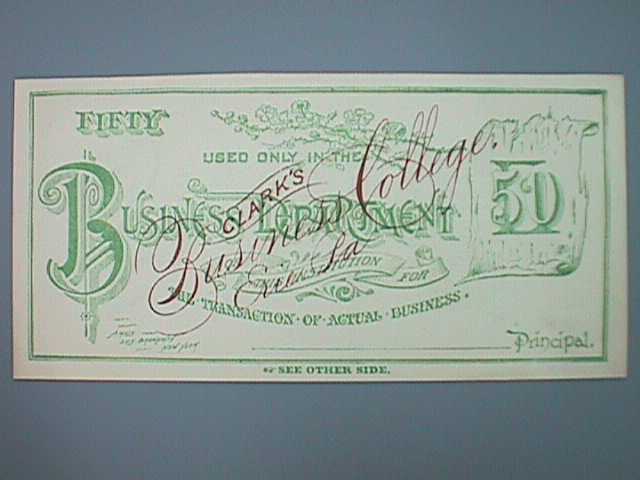 FIFTY
USED ONLY IN THE
BUSINESS DEPARTMENT
50
CLARK'S
Business College.
Erie, Pa
INSTITUTION FOR
THE TRANSACTION · OF · ACTUAL · BUSINESS ·
Principal.
☞ SEE OTHER SIDE.